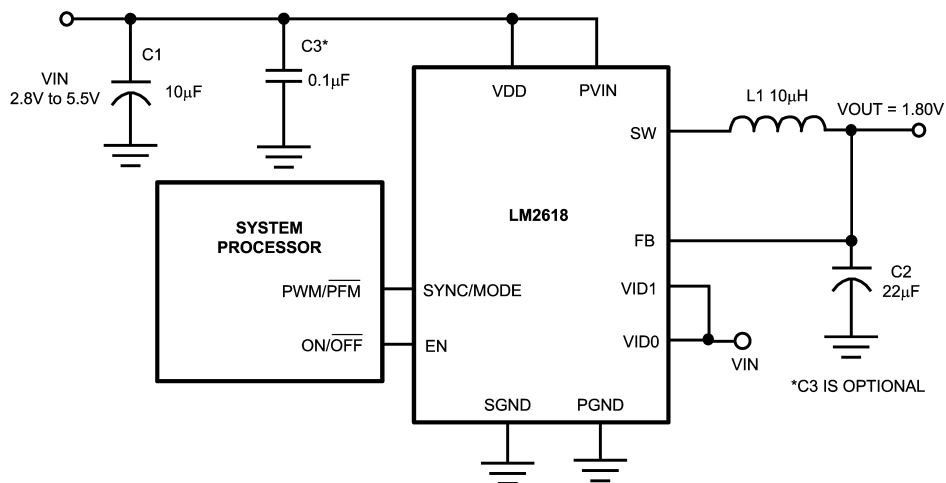 C1
C3*
VIN
2.8V to 5.5V
10μF
0.1μF
VDD
PVIN
L1 10μH
VOUT = 1.80V
SW
SYSTEM
PROCESSOR
LM2618
FB
C2
22μF
PWM/PFM
SYNC/MODE
VID1
ON/OFF
EN
VID0
VIN
*C3 IS OPTIONAL
SGND
PGND